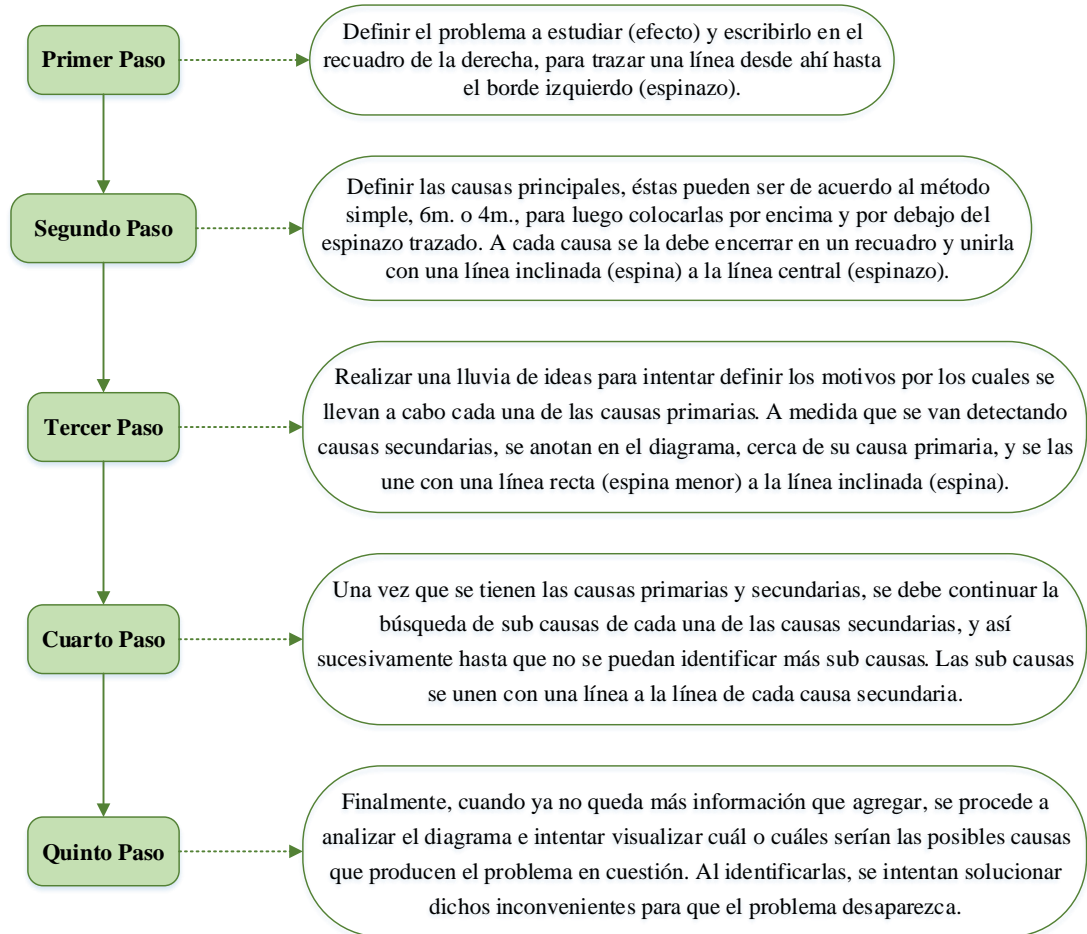 Primer Paso
Definir el problema a estudiar (efecto) y escribirlo en el
recuadro de la derecha, para trazar una línea desde ahí hasta
el borde izquierdo (espinazo).
Segundo Paso
Definir las causas principales, éstas pueden ser de acuerdo al método
simple, 6m. o 4m., para luego colocarlas por encima y por debajo del
espinazo trazado. A cada causa se la debe encerrar en un recuadro y unirla
con una línea inclinada (espina) a la línea central (espinazo).
Tercer Paso
Realizar una lluvia de ideas para intentar definir los motivos por los cuales se
llevan a cabo cada una de las causas primarias. A medida que se van detectando
causas secundarias, se anotan en el diagrama, cerca de su causa primaria, y se las
une con una línea recta (espina menor) a la línea inclinada (espina).
Cuarto Paso
Una vez que se tienen las causas primarias y secundarias, se debe continuar la
búsqueda de sub causas de cada una de las causas secundarias, y así
sucesivamente hasta que no se puedan identificar más sub causas. Las sub causas
se unen con una línea a la línea de cada causa secundaria.
Quinto Paso
Finalmente, cuando ya no queda más información que agregar, se procede a
analizar el diagrama e intentar visualizar cuál o cuáles serían las posibles causas
que producen el problema en cuestión. Al identificarlas, se intentan solucionar
dichos inconvenientes para que el problema desaparezca.